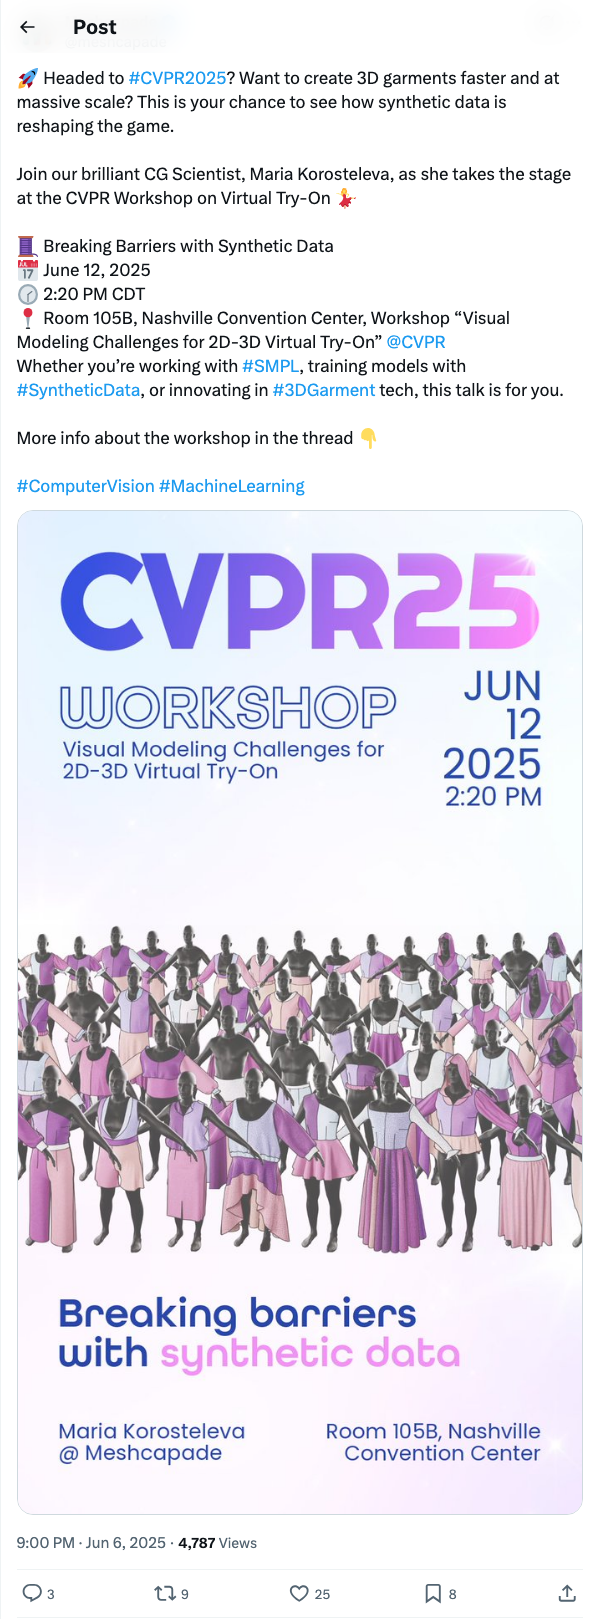 Post
🚀 Headed to #CVPR2025? Want to create 3D garments faster and at
massive scale? This is your chance to see how synthetic data is
reshaping the game.
Join our brilliant CG Scientist, Maria Korosteleva, as she takes the stage
at the CVPR Workshop on Virtual Try-On 💃
🧵 Breaking Barriers with Synthetic Data
📅 June 12, 2025
🕝 2:20 PM CDT
📍 Room 105B, Nashville Convention Center, Workshop “Visual
Modeling Challenges for 2D-3D Virtual Try-On” @CVPR
Whether you’re working with #SMPL, training models with
#SyntheticData, or innovating in #3DGarment tech, this talk is for you.
More info about the workshop in the thread 👇
#ComputerVision #MachineLearning
CVPR25
WORKSHOP
Visual Modeling Challenges for
2D-3D Virtual Try-On
JUN
12
2025
2:20 PM
Breaking barriers
with synthetic data
Maria Korosteleva
@ Meshcapade
Room 105B, Nashville
Convention Center
9:00 PM · Jun 6, 2025 · 4,787 Views
3 9 25 8